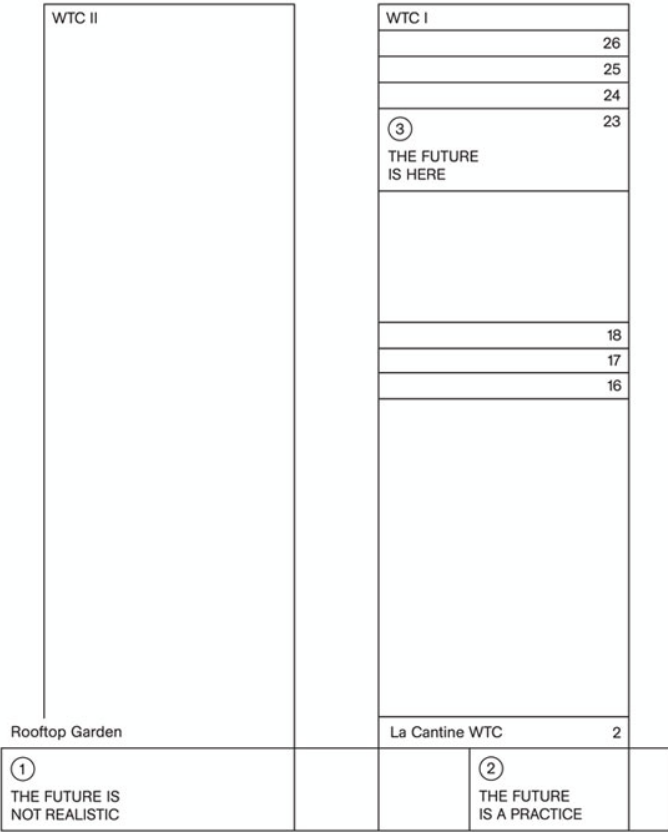 WTC II
WTC I
26
25
24
23
3
THE FUTURE
IS HERE
18
17
16
Rooftop Garden
La Cantine WTC 2
1
THE FUTURE IS
NOT REALISTIC
2
THE FUTURE
IS A PRACTICE